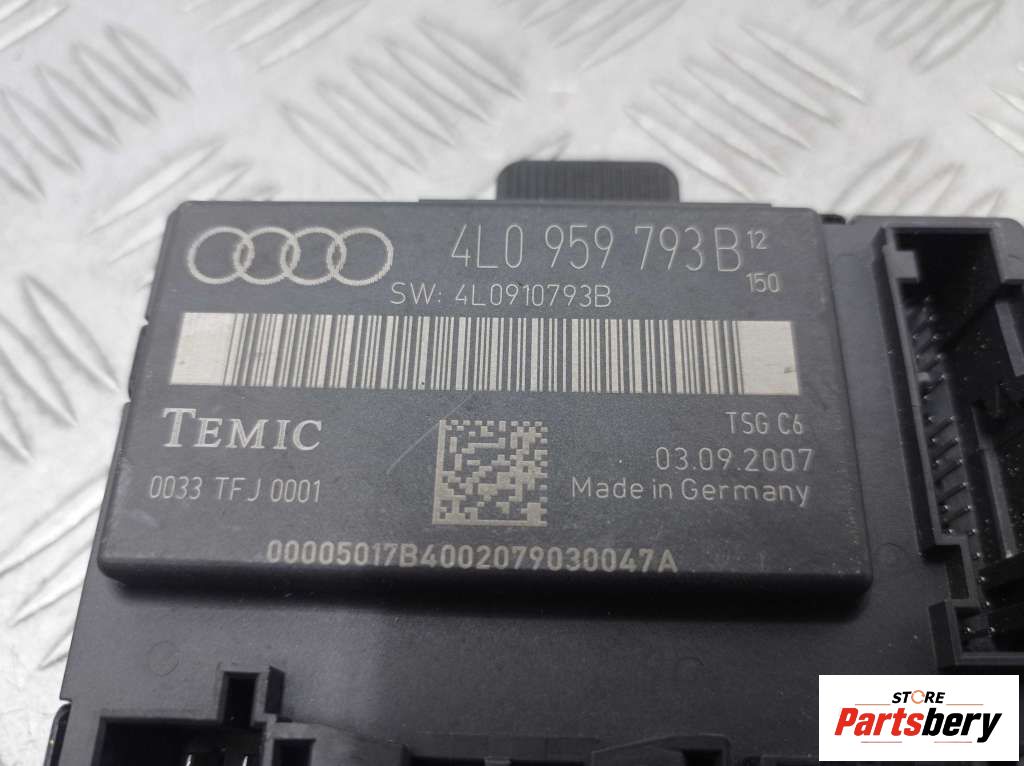 4L0 959 793B 12
150
SW: 4L0910793B
TEMIC
TSG C6
03.09.2007
0033 TFJ 0001
Made in Germany
00005017B4002079030047A
STORE
Partsbery